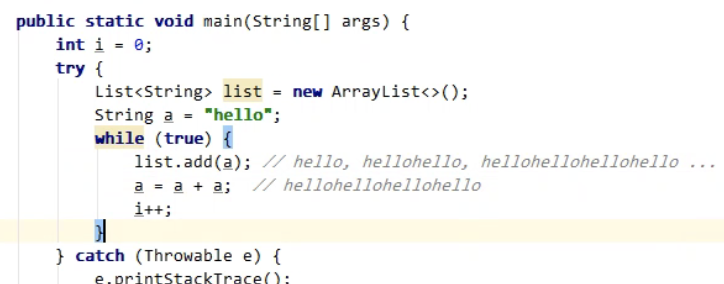 public static void main(String[] args) {
int i = 0;
try {
List<String> list = new ArrayList<>();
String a = "hello";
while (true) {
list.add(a); // hello, hellohello, hellohellohellohello ...
a = a + a; // hellohellohellohello
i++;
}
} catch (Throwable e) {
e.printStackTrace();